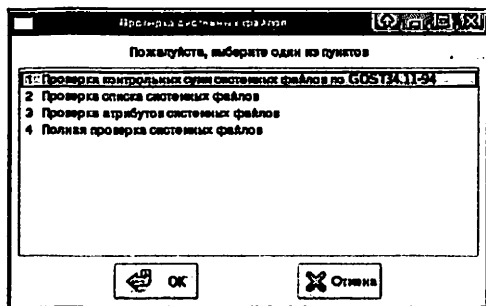 Проверка системных файлов
Пожалуйста, выберите один из пунктов
1 Проверка контрольных сумм системных файлов по GOST34.11-94
2 Проверка списка системных файлов
3 Проверка атрибутов системных файлов
4 Полная проверка системных файлов
OK
Отмена